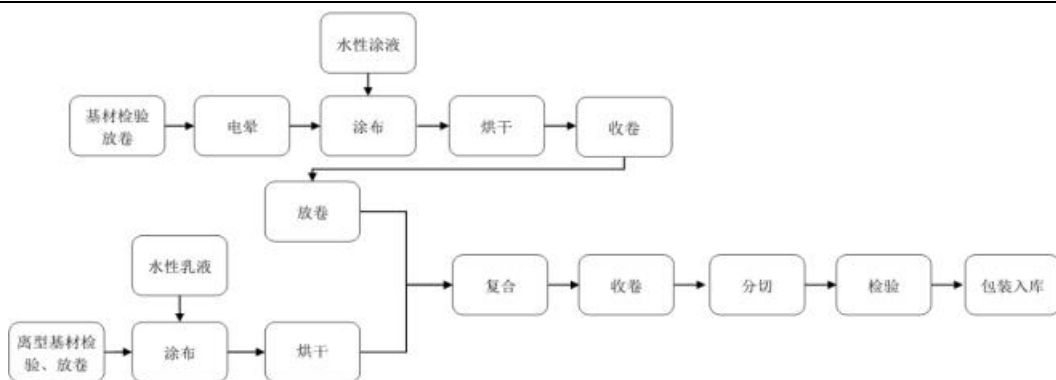 水性涂液
基材检验
放卷
电晕
涂布
烘干
收卷
放卷
水性乳液
复合
收卷
分切
检验
包装入库
离型基材检
验、放卷
涂布
烘干